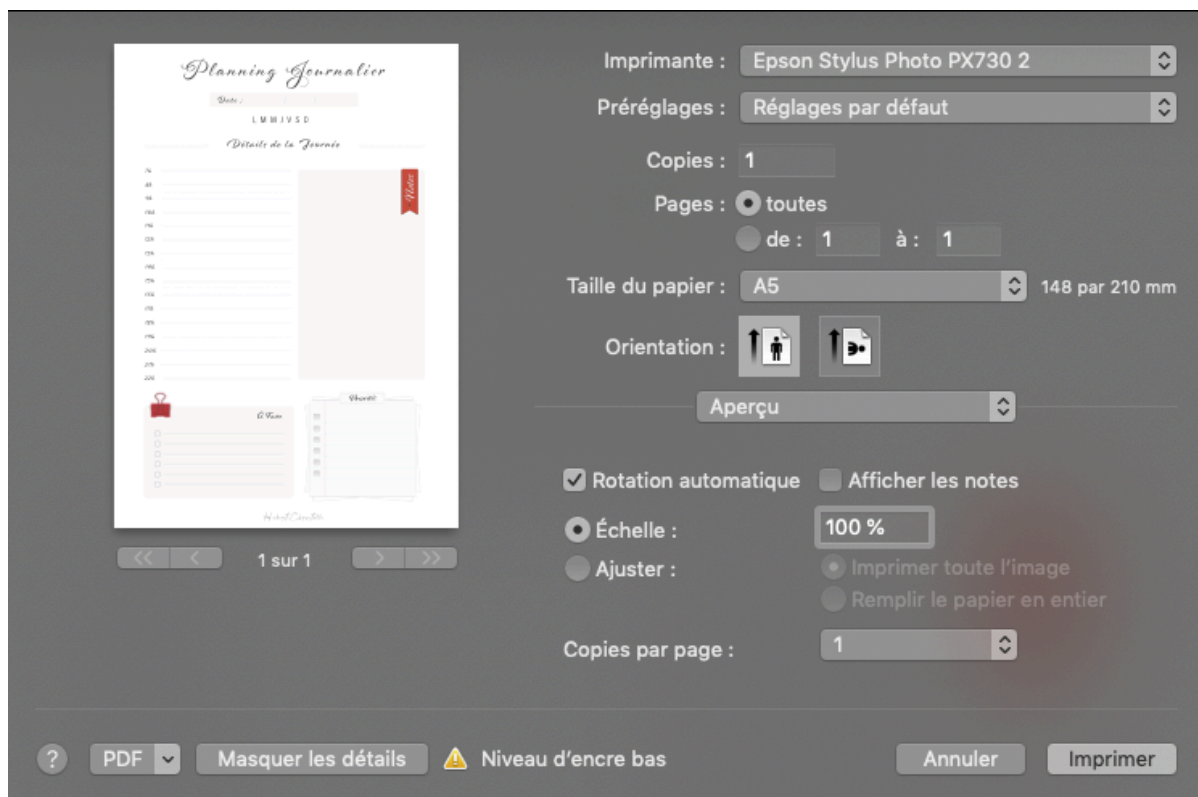 Planning Journalier
Date :
L M M J V S D
Détails de la Journée
Notes
Priorité
A Faire
Imprimante : Epson Stylus Photo PX730 2
Préréglages : Réglages par défaut
Copies : 1
Pages : toutes
de : 1 à : 1
Taille du papier : A5 148 par 210 mm
Orientation :
Aperçu
Rotation automatique Afficher les notes
Échelle : 100 %
Ajuster : Imprimer toute l’image
Remplir le papier en entier
Copies par page : 1
<< < 1 sur 1 > >>
? PDF Masquer les détails Niveau d’encre bas Annuler Imprimer